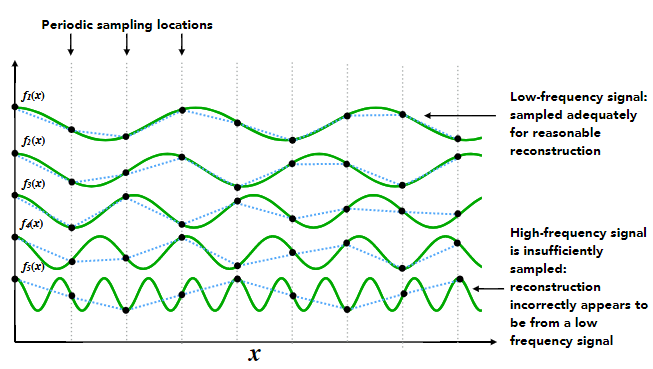 Periodic sampling locations
f1(x)
f2(x)
f3(x)
f4(x)
f5(x)
Low-frequency signal:
sampled adequately
for reasonable
reconstruction
High-frequency signal
is insufficiently
sampled:
reconstruction
incorrectly appears to
be from a low
frequency signal
x